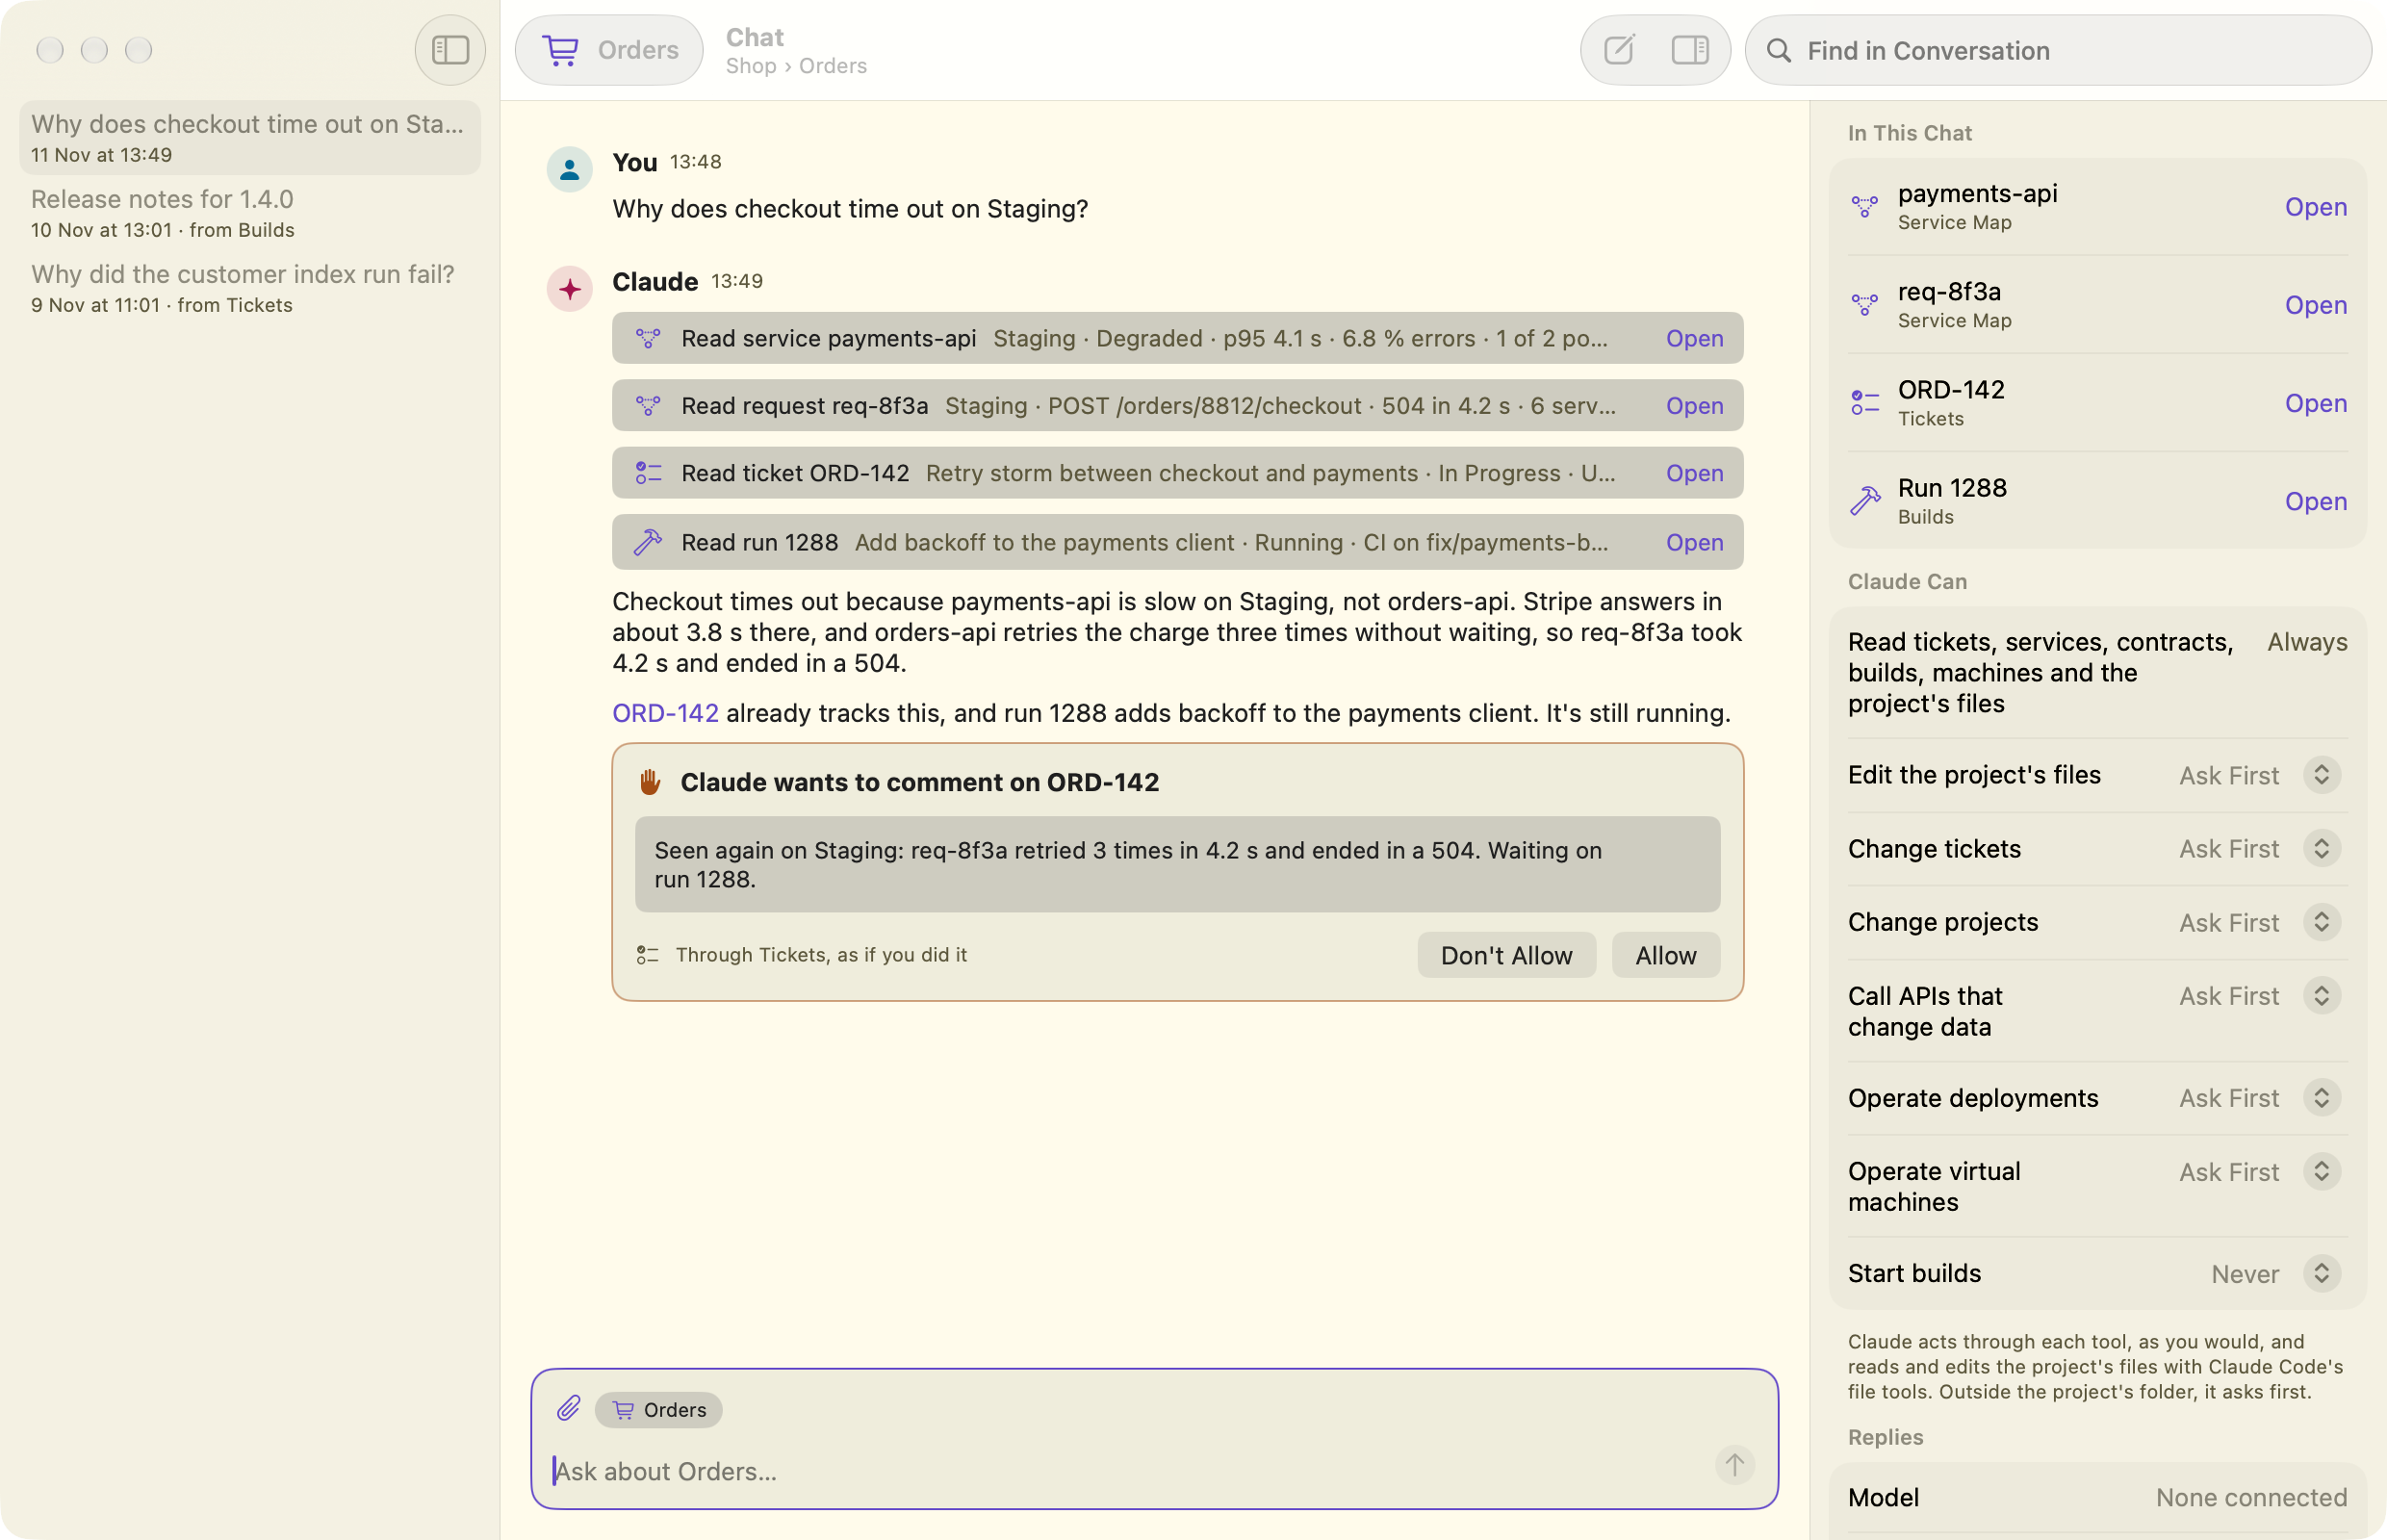 Orders
Chat
Shop › Orders
Find in Conversation
Why does checkout time out on Sta...
11 Nov at 13:49
Release notes for 1.4.0
10 Nov at 13:01 · from Builds
Why did the customer index run fail?
9 Nov at 11:01 · from Tickets
You 13:48
Why does checkout time out on Staging?
Claude 13:49
Read service payments-api Staging · Degraded · p95 4.1 s · 6.8 % errors · 1 of 2 po... Open
Read request req-8f3a Staging · POST /orders/8812/checkout · 504 in 4.2 s · 6 serv... Open
Read ticket ORD-142 Retry storm between checkout and payments · In Progress · U... Open
Read run 1288 Add backoff to the payments client · Running · CI on fix/payments-b... Open
Checkout times out because payments-api is slow on Staging, not orders-api. Stripe answers in
about 3.8 s there, and orders-api retries the charge three times without waiting, so req-8f3a took
4.2 s and ended in a 504.
ORD-142 already tracks this, and run 1288 adds backoff to the payments client. It's still running.
Claude wants to comment on ORD-142
Seen again on Staging: req-8f3a retried 3 times in 4.2 s and ended in a 504. Waiting on
run 1288.
Through Tickets, as if you did it
Don't Allow
Allow
Orders
Ask about Orders...
In This Chat
payments-api
Service Map
Open
req-8f3a
Service Map
Open
ORD-142
Tickets
Open
Run 1288
Builds
Open
Claude Can
Read tickets, services, contracts,
builds, machines and the
project's files
Always
Edit the project's files Ask First
Change tickets Ask First
Change projects Ask First
Call APIs that
change data
Ask First
Operate deployments Ask First
Operate virtual
machines
Ask First
Start builds Never
Claude acts through each tool, as you would, and
reads and edits the project's files with Claude Code's
file tools. Outside the project's folder, it asks first.
Replies
Model None connected